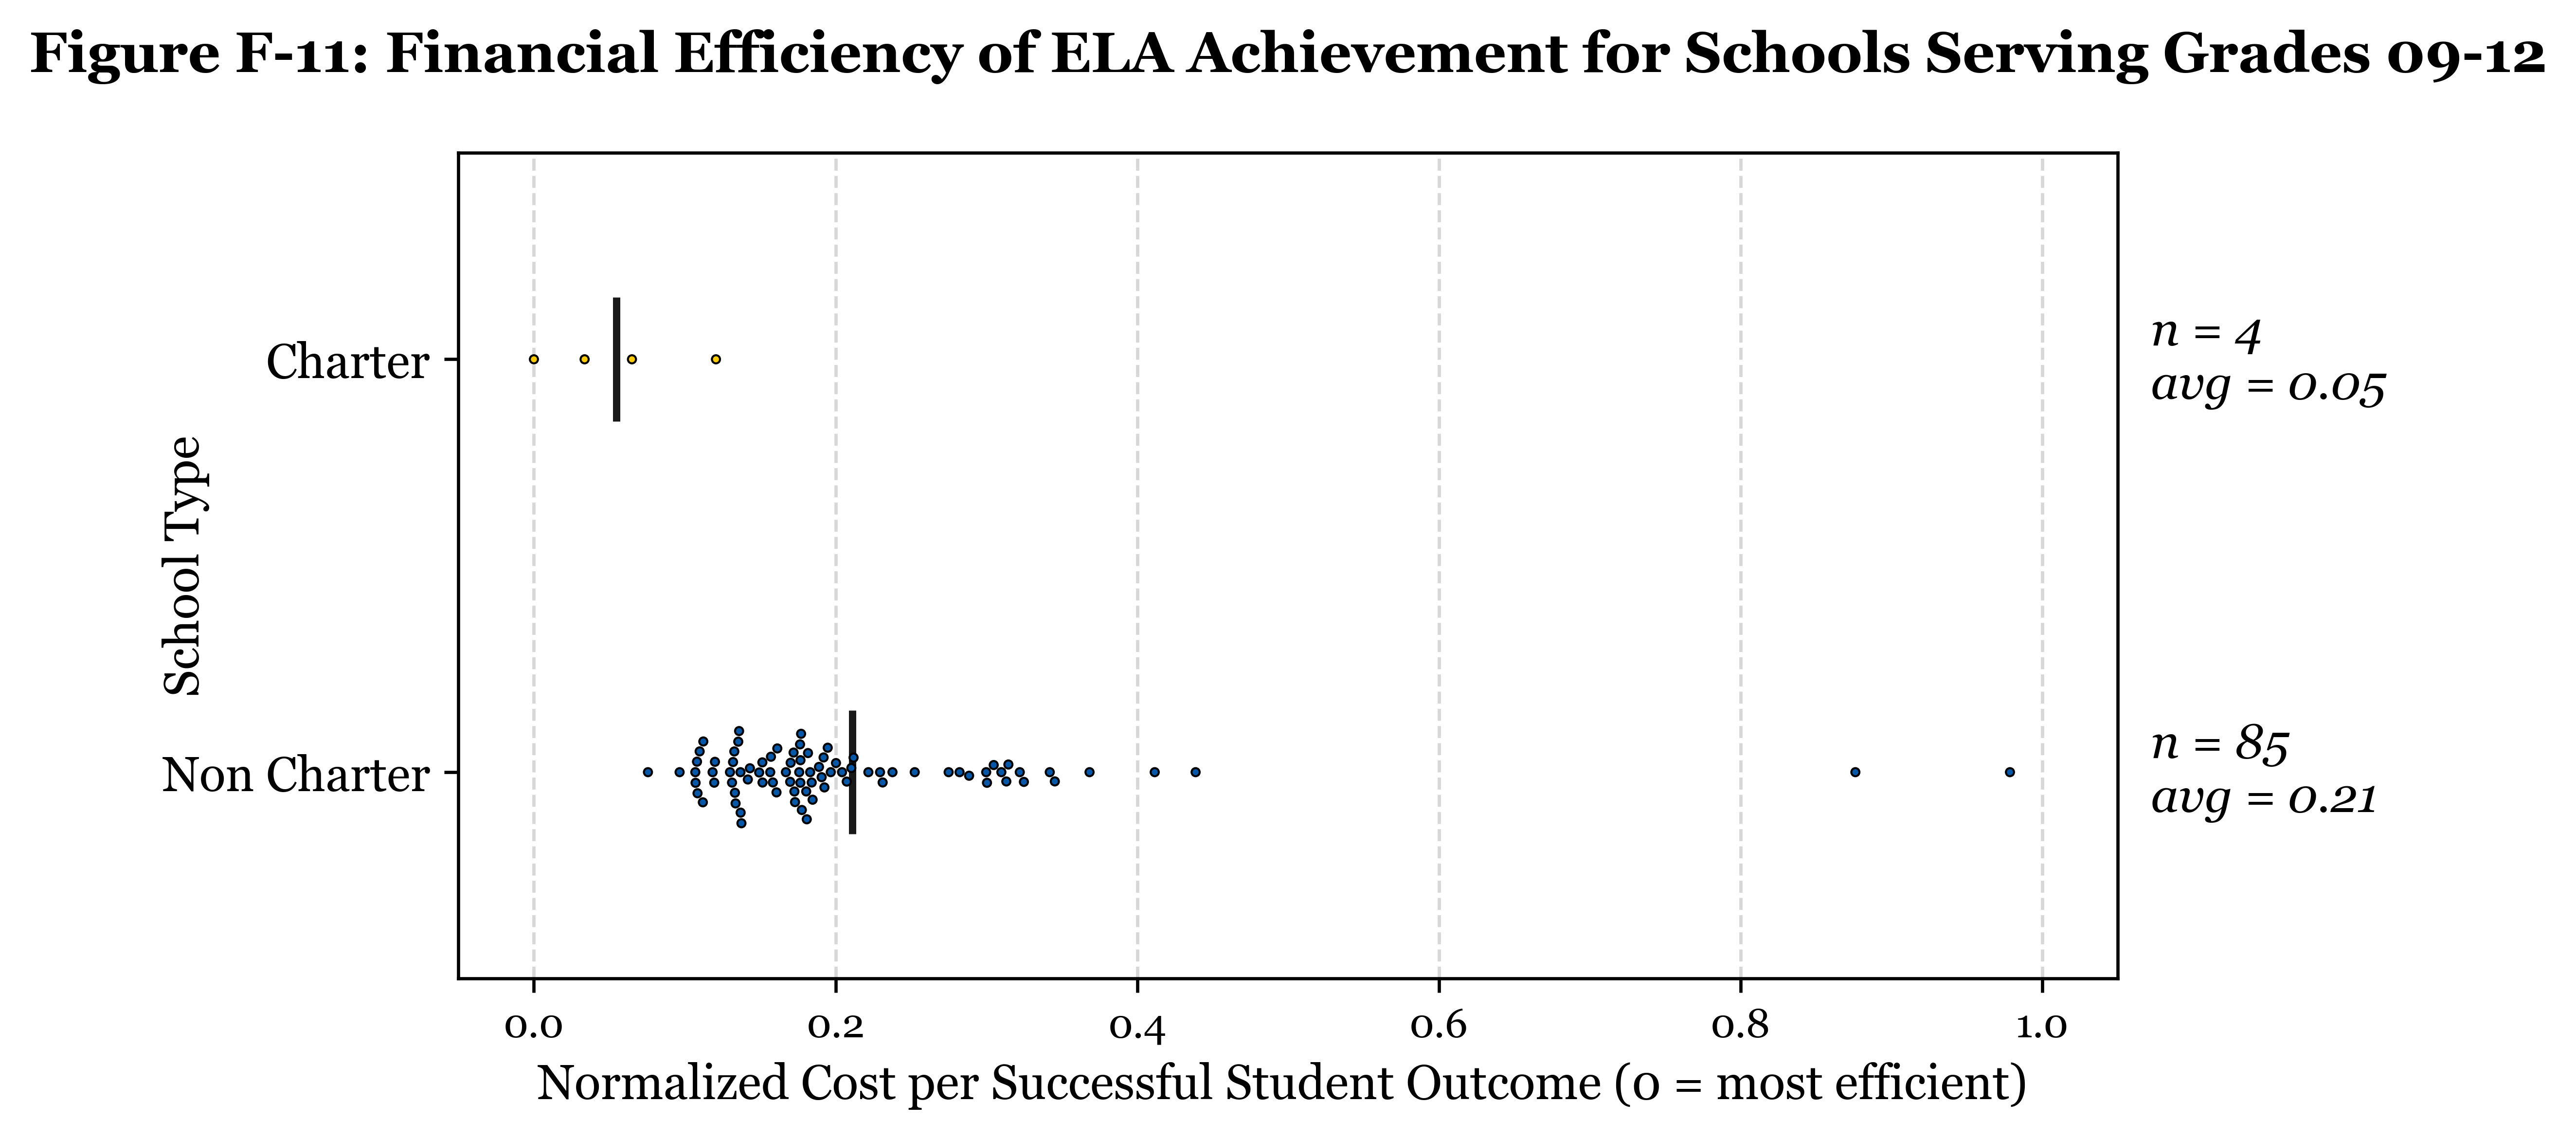 Figure F-11: Financial Efficiency of ELA Achievement for Schools Serving Grades 09-12
School Type
Charter
n = 4
avg = 0.05
Non Charter
n = 85
avg = 0.21
0.0 0.2 0.4 0.6 0.8 1.0
Normalized Cost per Successful Student Outcome (0 = most efficient)